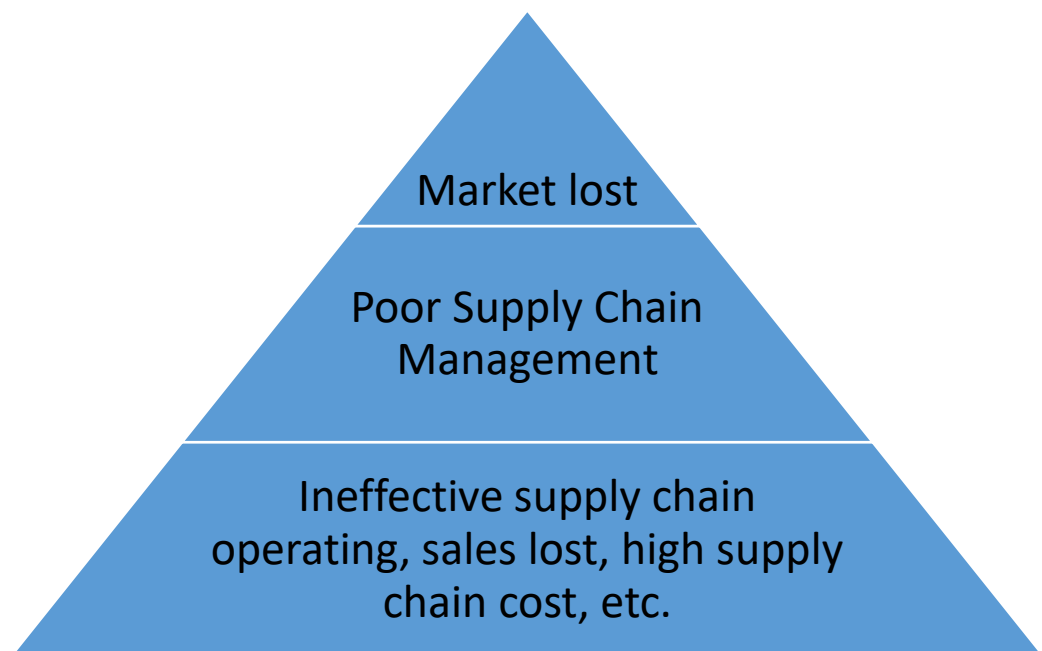 Market lost
Poor Supply Chain
Management
Ineffective supply chain
operating, sales lost, high supply
chain cost, etc.